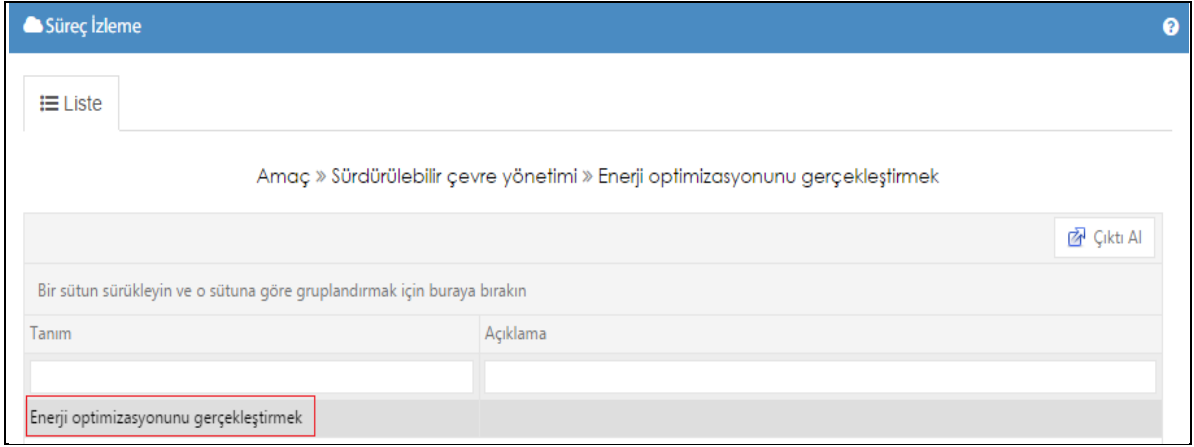 Süreç İzleme
Liste
Amaç » Sürdürülebilir çevre yönetimi » Enerji optimizasyonunu gerçekleştirmek
Çıktı Al
Bir sütun sürükleyin ve o sütuna göre gruplandırmak için buraya bırakın
Tanım Açıklama
Enerji optimizasyonunu gerçekleştirmek